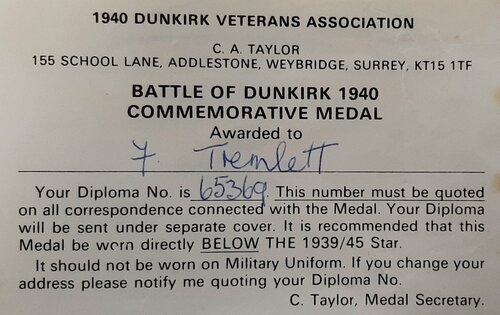 1940 DUNKIRK VETERANS ASSOCIATION
C. A. TAYLOR
155 SCHOOL LANE, ADDLESTONE, WEYBRIDGE, SURREY, KT15 1TF
BATTLE OF DUNKIRK 1940
COMMEMORATIVE MEDAL
Awarded to
F. Tremlett
Your Diploma No. is 65369. This number must be quoted
on all correspondence connected with the Medal. Your Diploma
will be sent under separate cover. It is recommended that this
Medal be worn directly BELOW THE 1939/45 Star.
It should not be worn on Military Uniform. If you change your
address please notify me quoting your Diploma No.
C. Taylor, Medal Secretary.